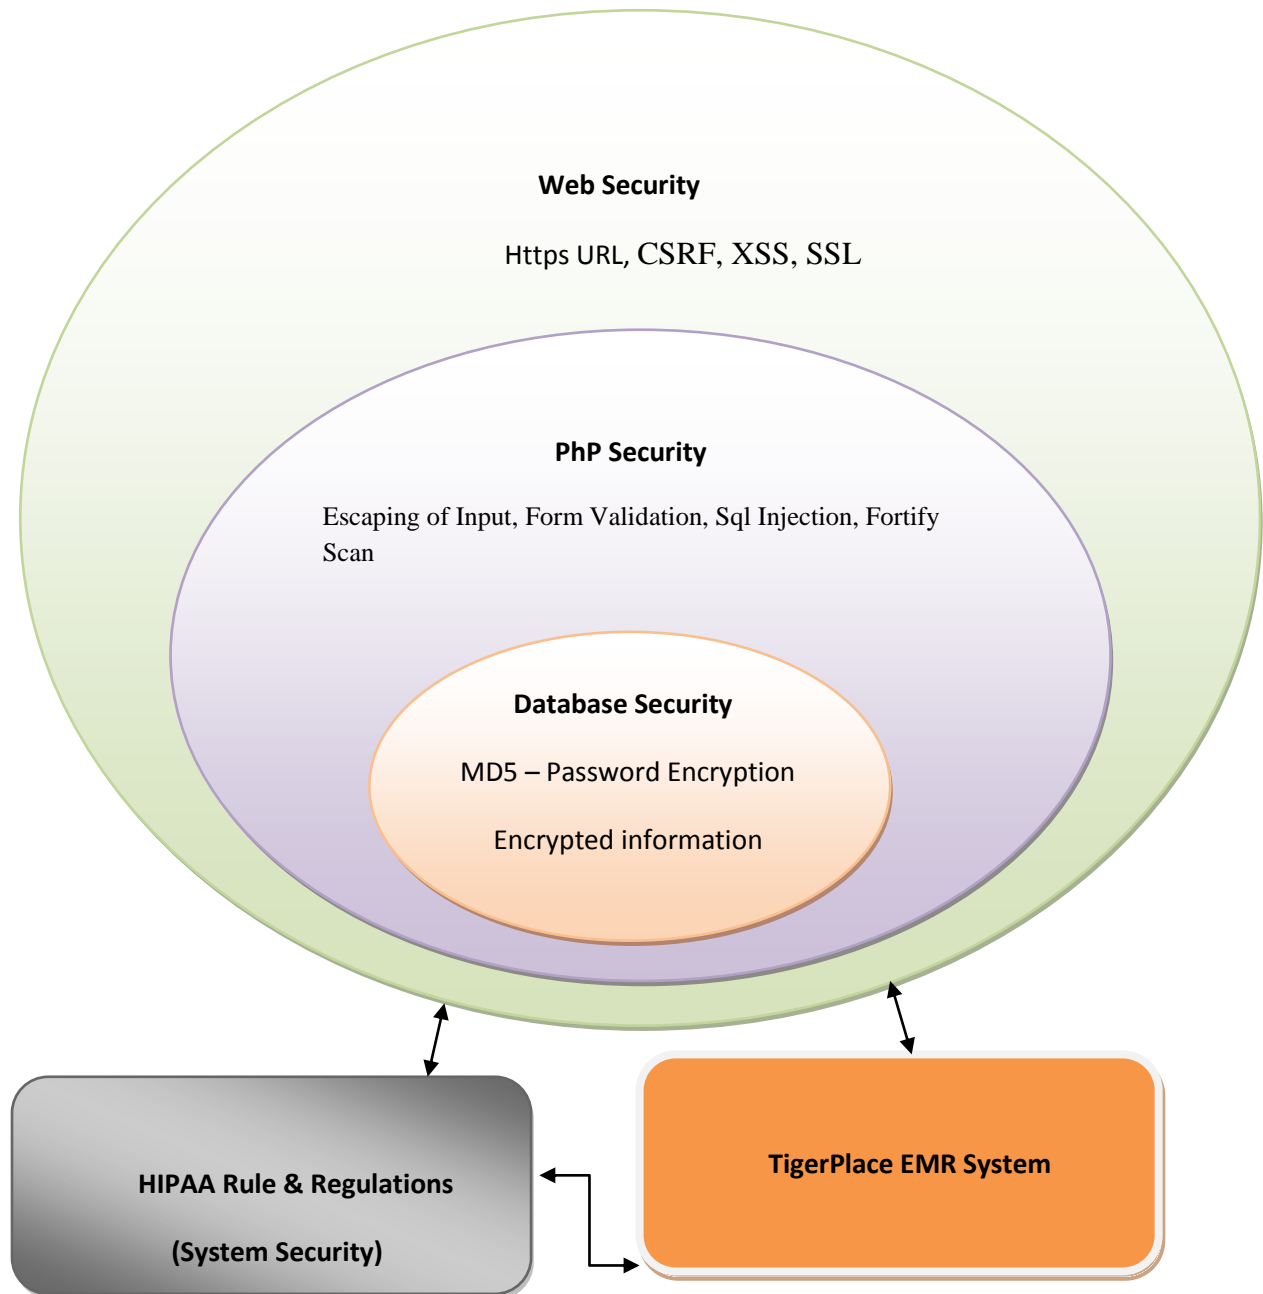 Web Security
Https URL, CSRF, XSS, SSL
PhP Security
Escaping of Input, Form Validation, Sql Injection, Fortify
Scan
Database Security
MD5 – Password Encryption
Encrypted information
HIPAA Rule & Regulations
(System Security)
TigerPlace EMR System